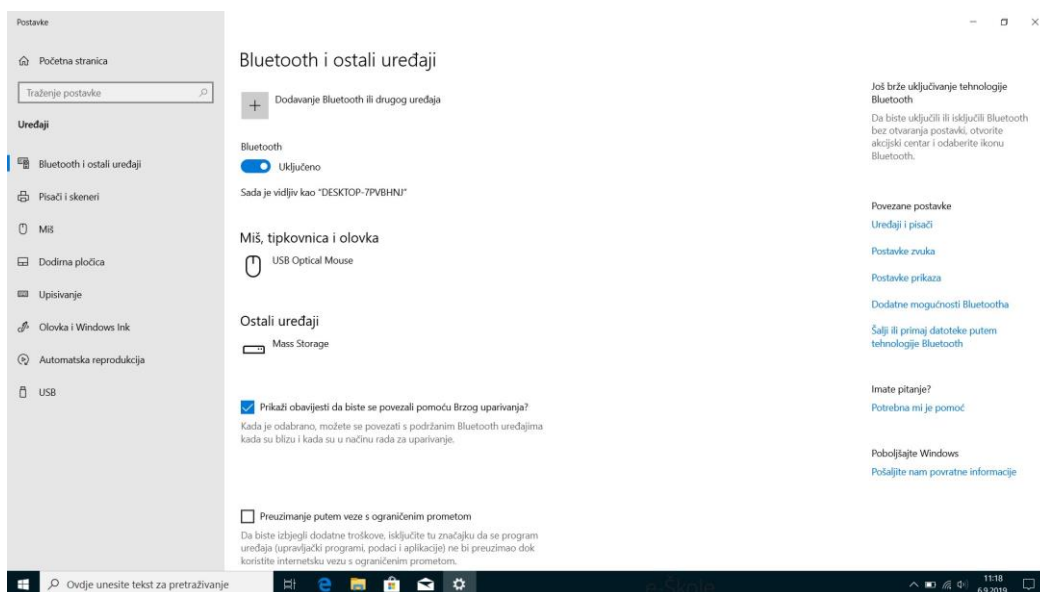 Postavke
Početna stranica
Traženje postavke
Uređaji
Bluetooth i ostali uređaji
Pisači i skeneri
Miš
Dodirna pločica
Upisivanje
Olovka i Windows Ink
Automatska reprodukcija
USB
Bluetooth i ostali uređaji
Dodavanje Bluetooth ili drugog uređaja
Bluetooth
Uključeno
Sada je vidljiv kao "DESKTOP-7PVBHNJ"
Miš, tipkovnica i olovka
USB Optical Mouse
Ostali uređaji
Mass Storage
Prikaži obavijesti da biste se povezali pomoću Brzog uparivanja?
Kada je odabrano, možete se povezati s podržanim Bluetooth uređajima
kada su blizu i kada su u načinu rada za uparivanje.
Preuzimanje putem veze s ograničenim prometom
Da biste izbjegli dodatne troškove, isključite tu značajku da se program
uređaja (upravljački programi, podaci i aplikacije) ne bi preuzimao dok
koristite internetsku vezu s ograničenim prometom.
Još brže uključivanje tehnologije
Bluetooth
Da biste uključili ili isključili Bluetooth
bez otvaranja postavki, otvorite
akcijski centar i odaberite ikonu
Bluetooth.
Povezane postavke
Uređaji i pisači
Postavke zvuka
Postavke prikaza
Dodatne mogućnosti Bluetootha
Šalji ili primaj datoteke putem
tehnologije Bluetooth
Imate pitanje?
Potrebna mi je pomoć
Poboljšajte Windows
Pošaljite nam povratne informacije
Ovdje unesite tekst za pretraživanje
11:18
6.9.2019.